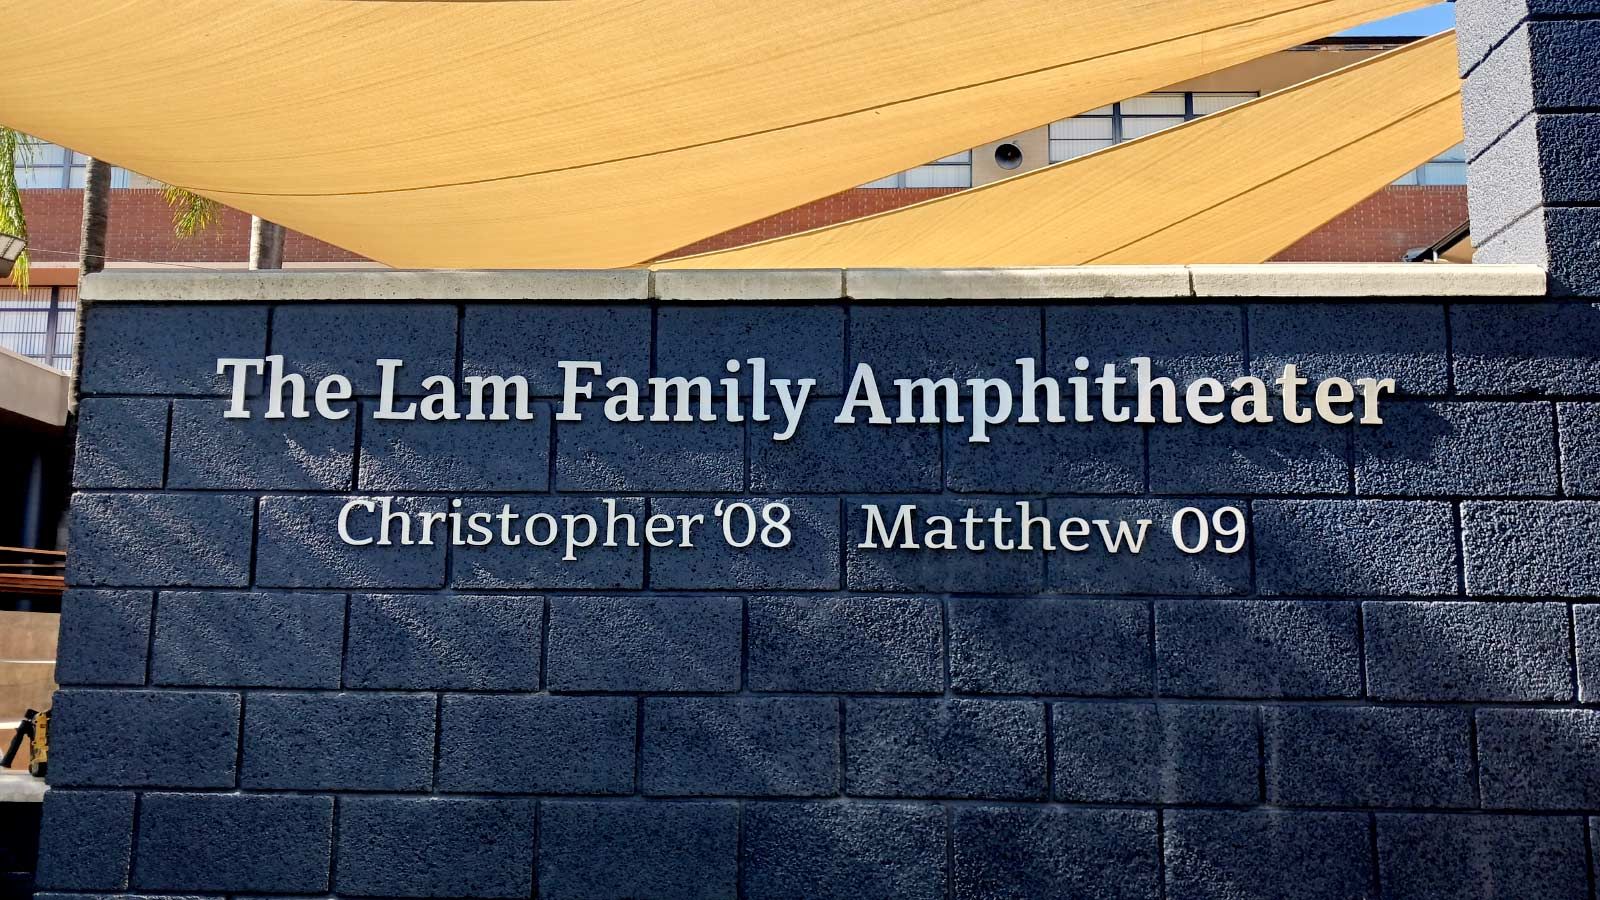 The Lam Family Amphitheater
Christopher ‘08 Matthew 09